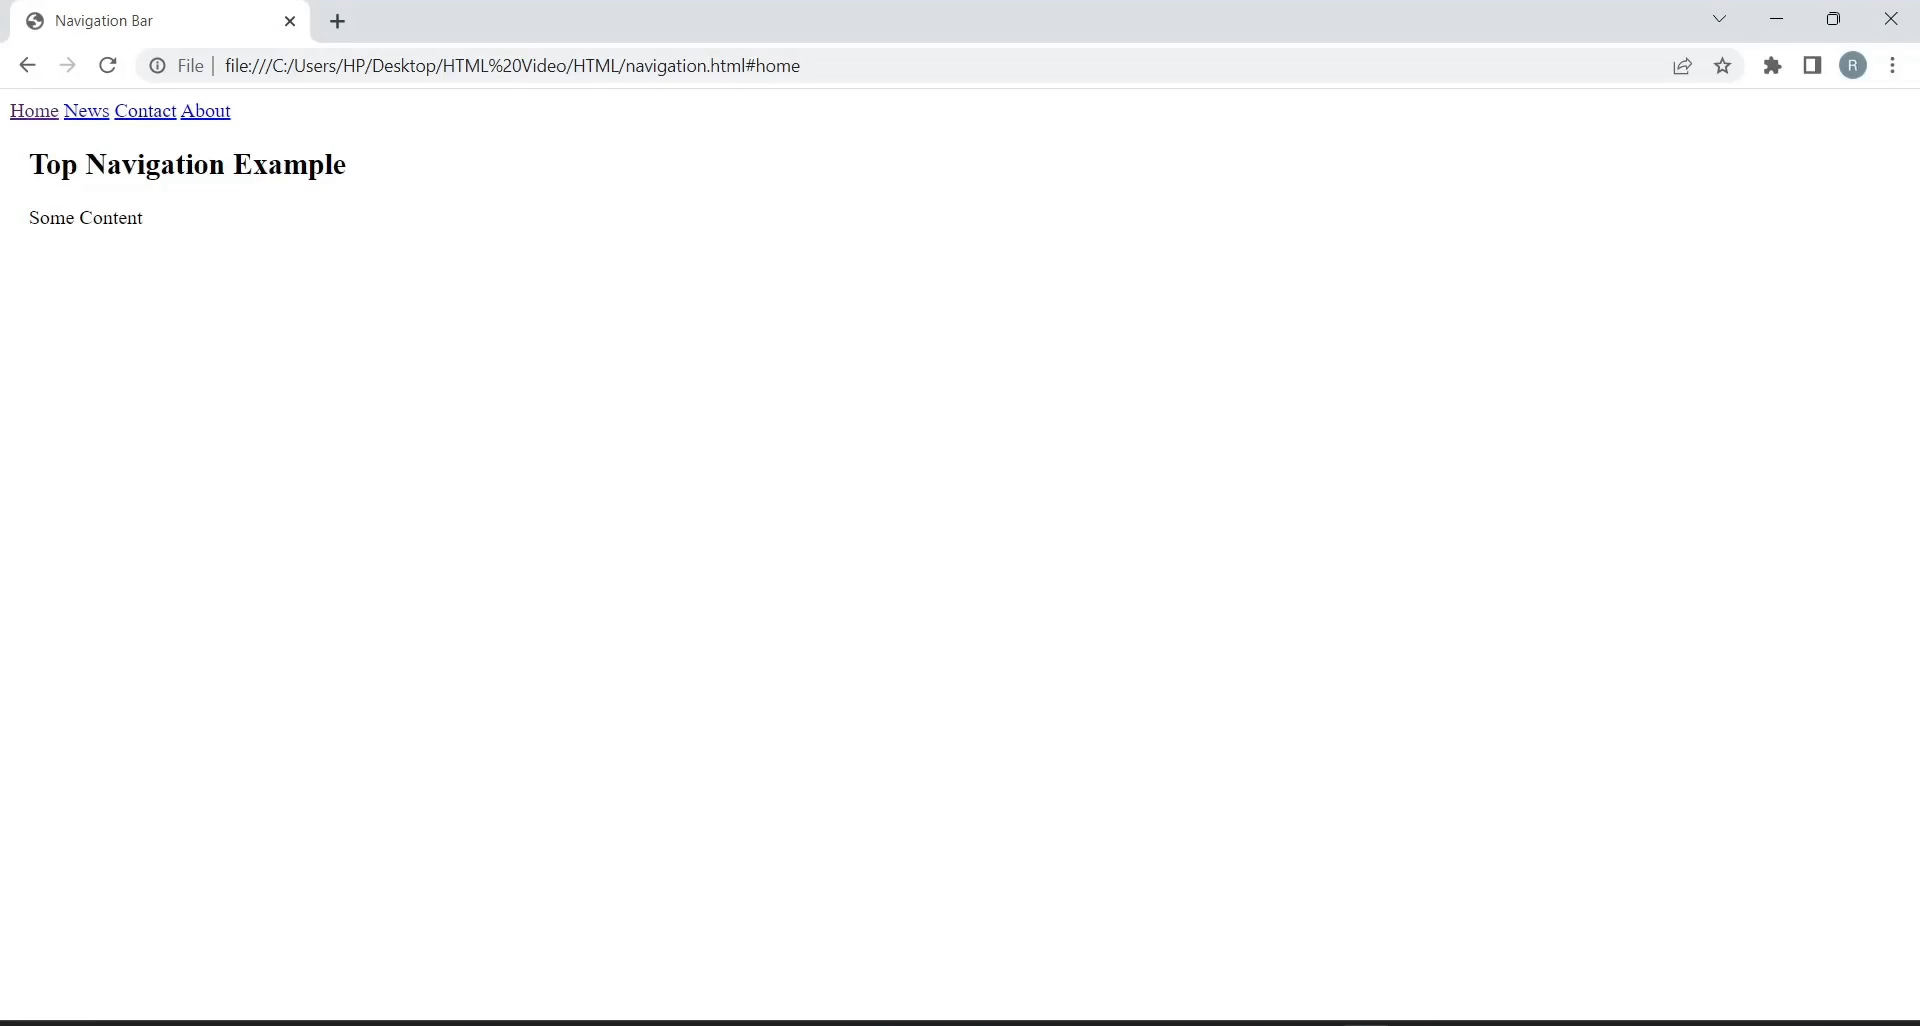 Navigation Bar
File | file:///C:/Users/HP/Desktop/HTML%20Video/HTML/navigation.html#home
R
Home News Contact About
Top Navigation Example
Some Content